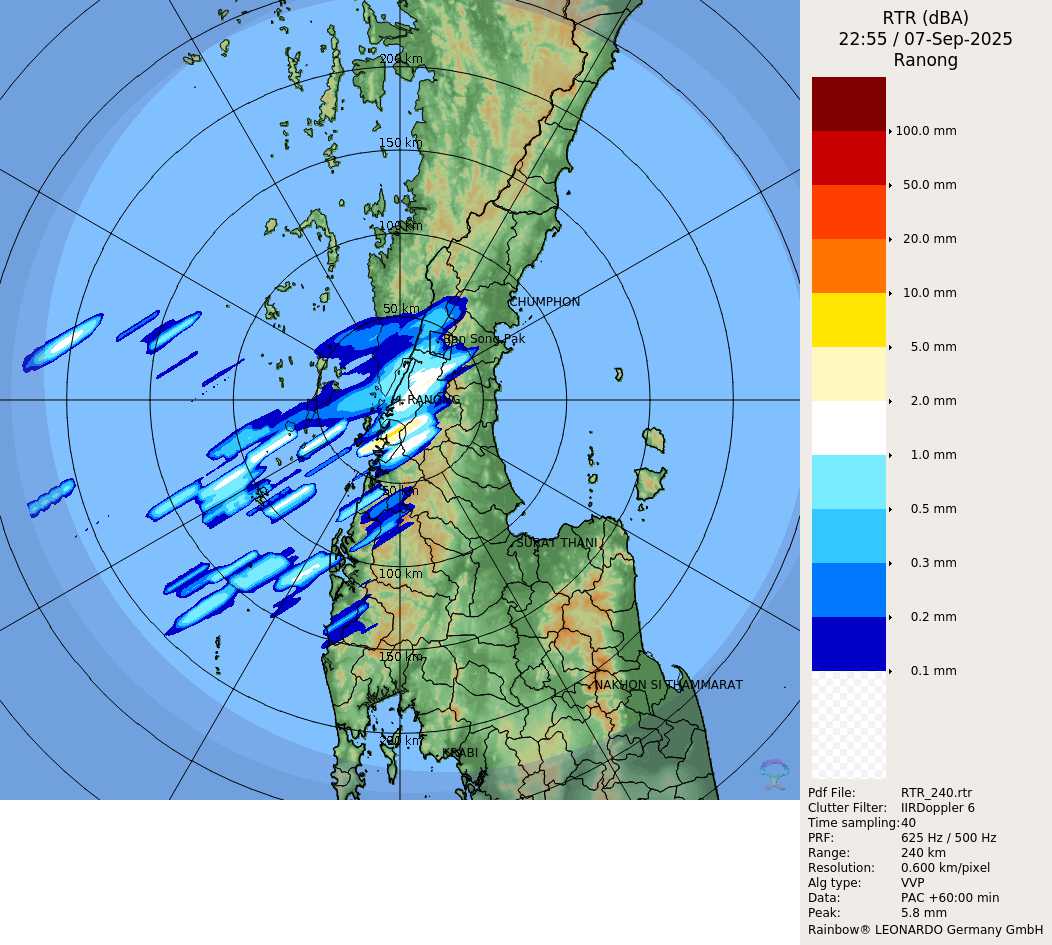 RTR (dBA)
22:55 / 07-Sep-2025
Ranong
100.0 mm
50.0 mm
20.0 mm
10.0 mm
5.0 mm
2.0 mm
1.0 mm
0.5 mm
0.3 mm
0.2 mm
0.1 mm
Pdf File: RTR_240.rtr
Clutter Filter: IIRDoppler 6
Time sampling: 40
PRF: 625 Hz / 500 Hz
Range: 240 km
Resolution: 0.600 km/pixel
Alg type: VVP
Data: PAC +60:00 min
Peak: 5.8 mm
Rainbow® LEONARDO Germany GmbH
200 km
150 km
100 km
50 km
CHUMPHON
Ban Song Pak
RANONG
50 km
SURAT THANI
100 km
150 km
NAKHON SI THAMMARAT
200 km
KRABI